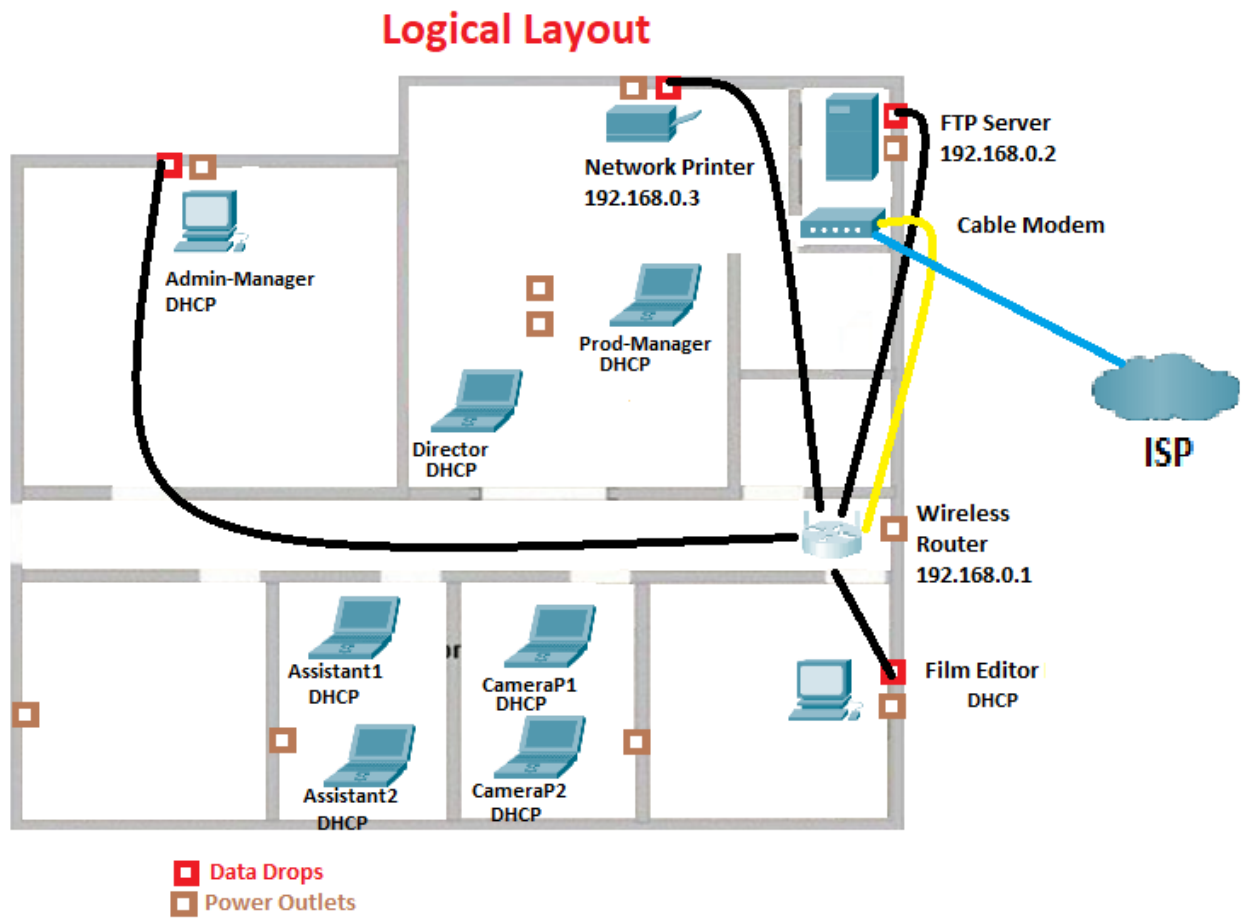 Logical Layout
FTP Server
192.168.0.2
Network Printer
192.168.0.3
Cable Modem
Admin-Manager
DHCP
Prod-Manager
DHCP
Director
DHCP
ISP
Wireless
Router
192.168.0.1
Assistant1
DHCP
CameraP1
DHCP
Film Editor
DHCP
Assistant2
DHCP
CameraP2
DHCP
Data Drops
Power Outlets